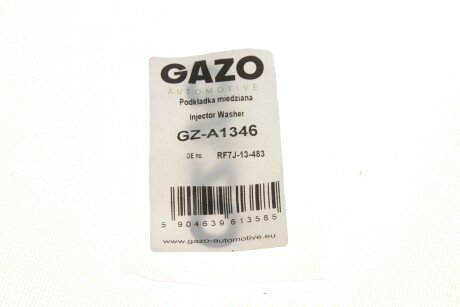 GAZO
AUTOMOTIVE
Podkładka miedziana
Injector Washer
GZ-A1346
OE no. RF7J-13-483
5 904639 613585
www.gazo-automotive.eu